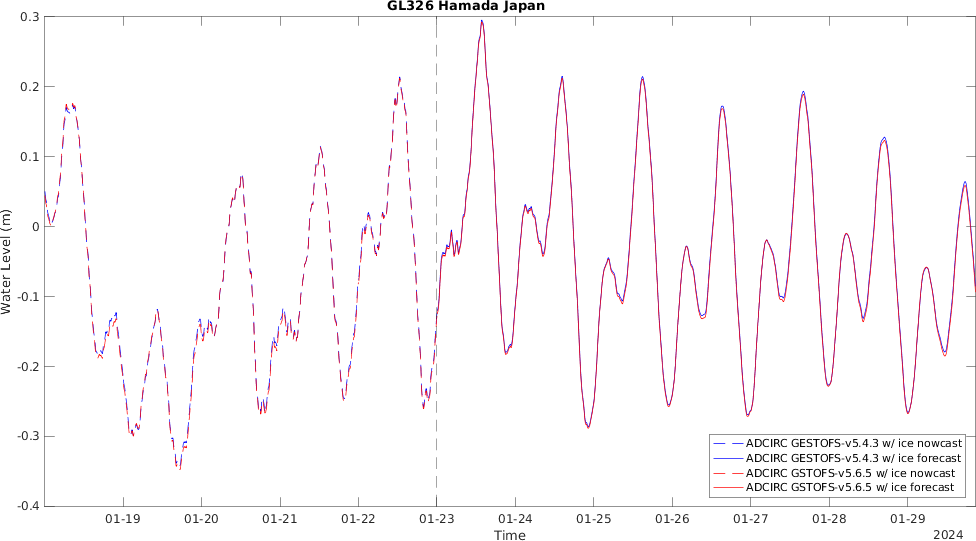 GL326 Hamada Japan
0.3
0.2
0.1
0
-0.1
-0.2
-0.3
-0.4
Water Level (m)
ADCIRC GESTOFS-v5.4.3 w/ ice nowcast
ADCIRC GESTOFS-v5.4.3 w/ ice forecast
ADCIRC GSTOFS-v5.6.5 w/ ice nowcast
ADCIRC GSTOFS-v5.6.5 w/ ice forecast
01-19 01-20 01-21 01-22 01-23 01-24 01-25 01-26 01-27 01-28 01-29
Time
2024